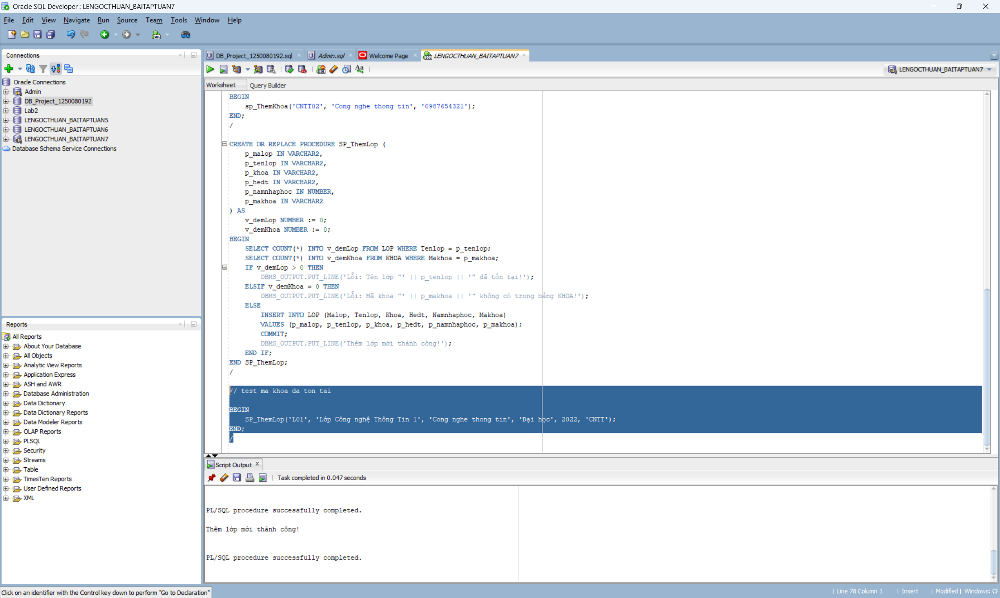 Oracle SQL Developer : LENGOCTHUAN_BAITAPTUAN7
File Edit View Navigate Run Source Team Tools Window Help
Connections
Oracle Connections
Admin
DB_Project_1250080192
Lab2
LENGOCTHUAN_BAITAPTUAN5
LENGOCTHUAN_BAITAPTUAN6
LENGOCTHUAN_BAITAPTUAN7
Database Schema Service Connections
Reports
All Reports
About Your Database
All Objects
Analytic View Reports
Application Express
ASH and AWR
Database Administration
Data Dictionary
Data Dictionary Reports
Data Modeler Reports
OLAP Reports
PLSQL
Security
Streams
Table
TimesTen Reports
User Defined Reports
XML
DB_Project_1250080192.sql Admin.sql Welcome Page LENGOCTHUAN_BAITAPTUAN7
LENGOCTHUAN_BAITAPTUAN7
Worksheet Query Builder
BEGIN
    sp_ThemKhoa('CNTT02', 'Cong nghe thong tin', '0987654321');
END;
/
CREATE OR REPLACE PROCEDURE SP_ThemLop (
    p_malop IN VARCHAR2,
    p_tenlop IN VARCHAR2,
    p_khoa IN VARCHAR2,
    p_hedt IN VARCHAR2,
    p_namnhaphoc IN NUMBER,
    p_makhoa IN VARCHAR2
) AS
    v_demLop NUMBER := 0;
    v_demKhoa NUMBER := 0;
BEGIN
    SELECT COUNT(*) INTO v_demLop FROM LOP WHERE Tenlop = p_tenlop;
    SELECT COUNT(*) INTO v_demKhoa FROM KHOA WHERE Makhoa = p_makhoa;
    IF v_demLop > 0 THEN
        DBMS_OUTPUT.PUT_LINE('Lỗi: Tên lớp "' || p_tenlop || '" đã tồn tại!');
    ELSIF v_demKhoa = 0 THEN
        DBMS_OUTPUT.PUT_LINE('Lỗi: Mã khoa "' || p_makhoa || '" không có trong bảng KHOA!');
    ELSE
        INSERT INTO LOP (Malop, Tenlop, Khoa, Hedt, Namnhaphoc, Makhoa)
        VALUES (p_malop, p_tenlop, p_khoa, p_hedt, p_namnhaphoc, p_makhoa);
        COMMIT;
        DBMS_OUTPUT.PUT_LINE('Thêm lớp mới thành công!');
    END IF;
END SP_ThemLop;
/
// test ma khoa da ton tai
BEGIN
    SP_ThemLop('L01', 'Lớp Công nghệ Thông Tin 1', 'Cong nghe thong tin', 'Đại học', 2022, 'CNTT');
END;
/
Script Output
Task completed in 0.047 seconds
PL/SQL procedure successfully completed.
Thêm lớp mới thành công!
PL/SQL procedure successfully completed.
Click on an identifier with the Control key down to perform "Go to Declaration"
Line 78 Column 1 | Insert | Modified | Windows: